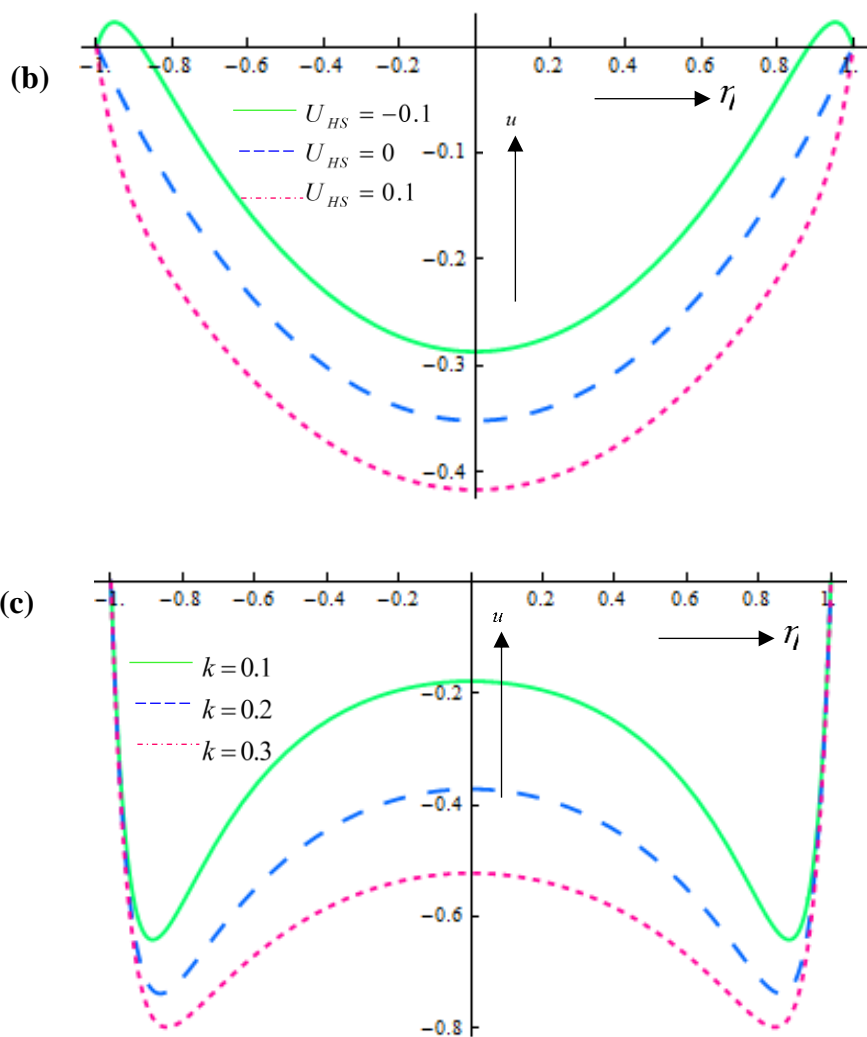 (b)
-1. -0.8 -0.6 -0.4 -0.2 0.2 0.4 0.6 0.8 1.
η
u
U_HS = −0.1
U_HS = 0
U_HS = 0.1
−0.1
−0.2
−0.3
−0.4
(c)
-1. -0.8 -0.6 -0.4 -0.2 0.2 0.4 0.6 0.8 1.
u
η
k = 0.1
k = 0.2
k = 0.3
−0.2
−0.4
−0.6
−0.8